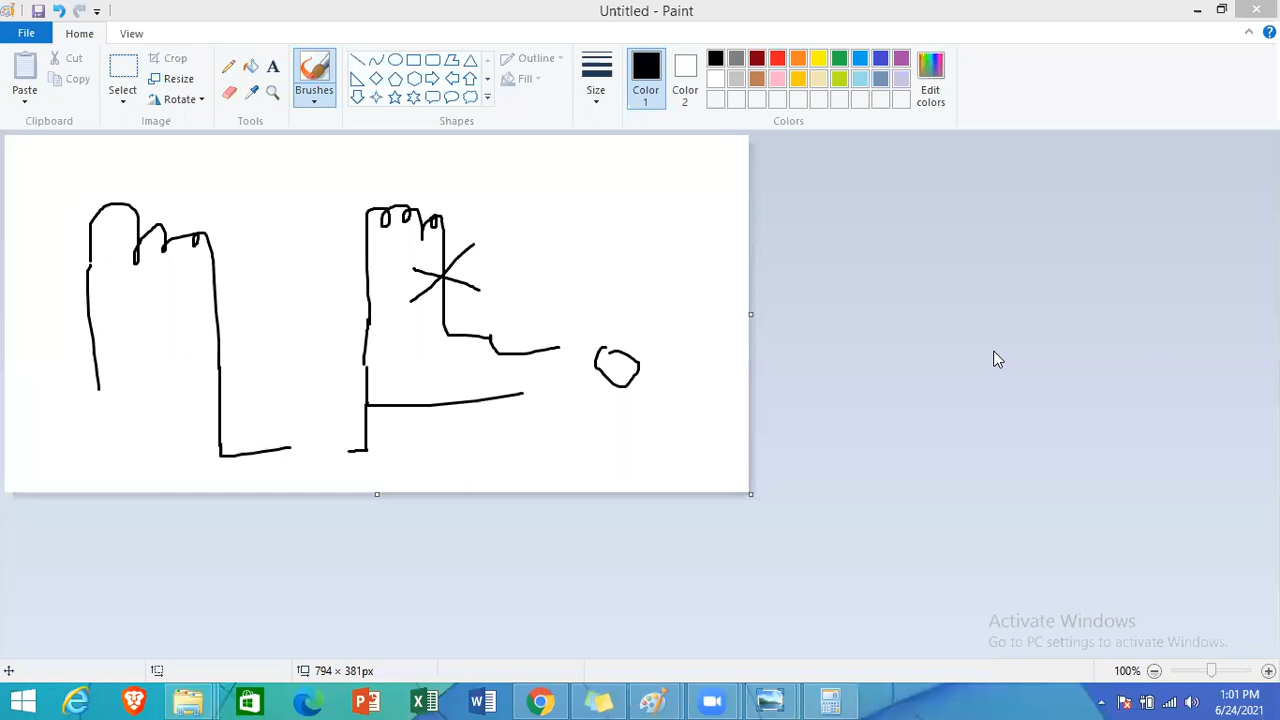 Untitled - Paint
File Home View
Paste Cut Copy Clipboard
Select Crop Resize Rotate Image
Tools
Brushes
Outline Fill Shapes
Size
Color 1 Color 2 Edit colors Colors
Activate Windows
Go to PC settings to activate Windows.
794 × 381px 100%
1:01 PM
6/24/2021